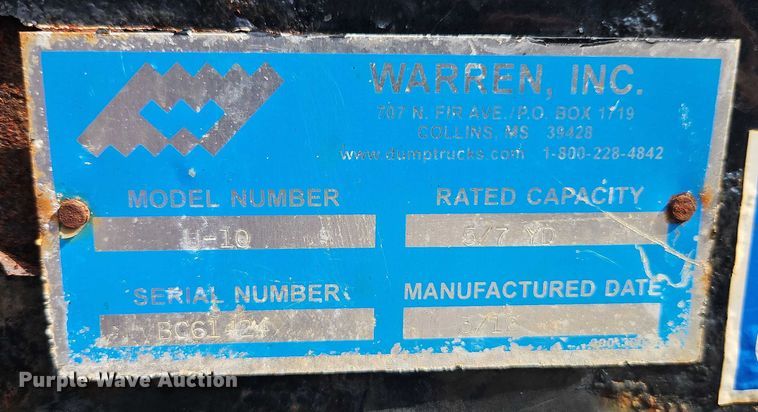 WARREN, INC.
707 N. FIR AVE./P.O. BOX 1719
COLLINS, MS 39428
www.dumptrucks.com 1-800-228-4842
MODEL NUMBER RATED CAPACITY
5/7 YD
SERIAL NUMBER MANUFACTURED DATE
Purple Wave Auction